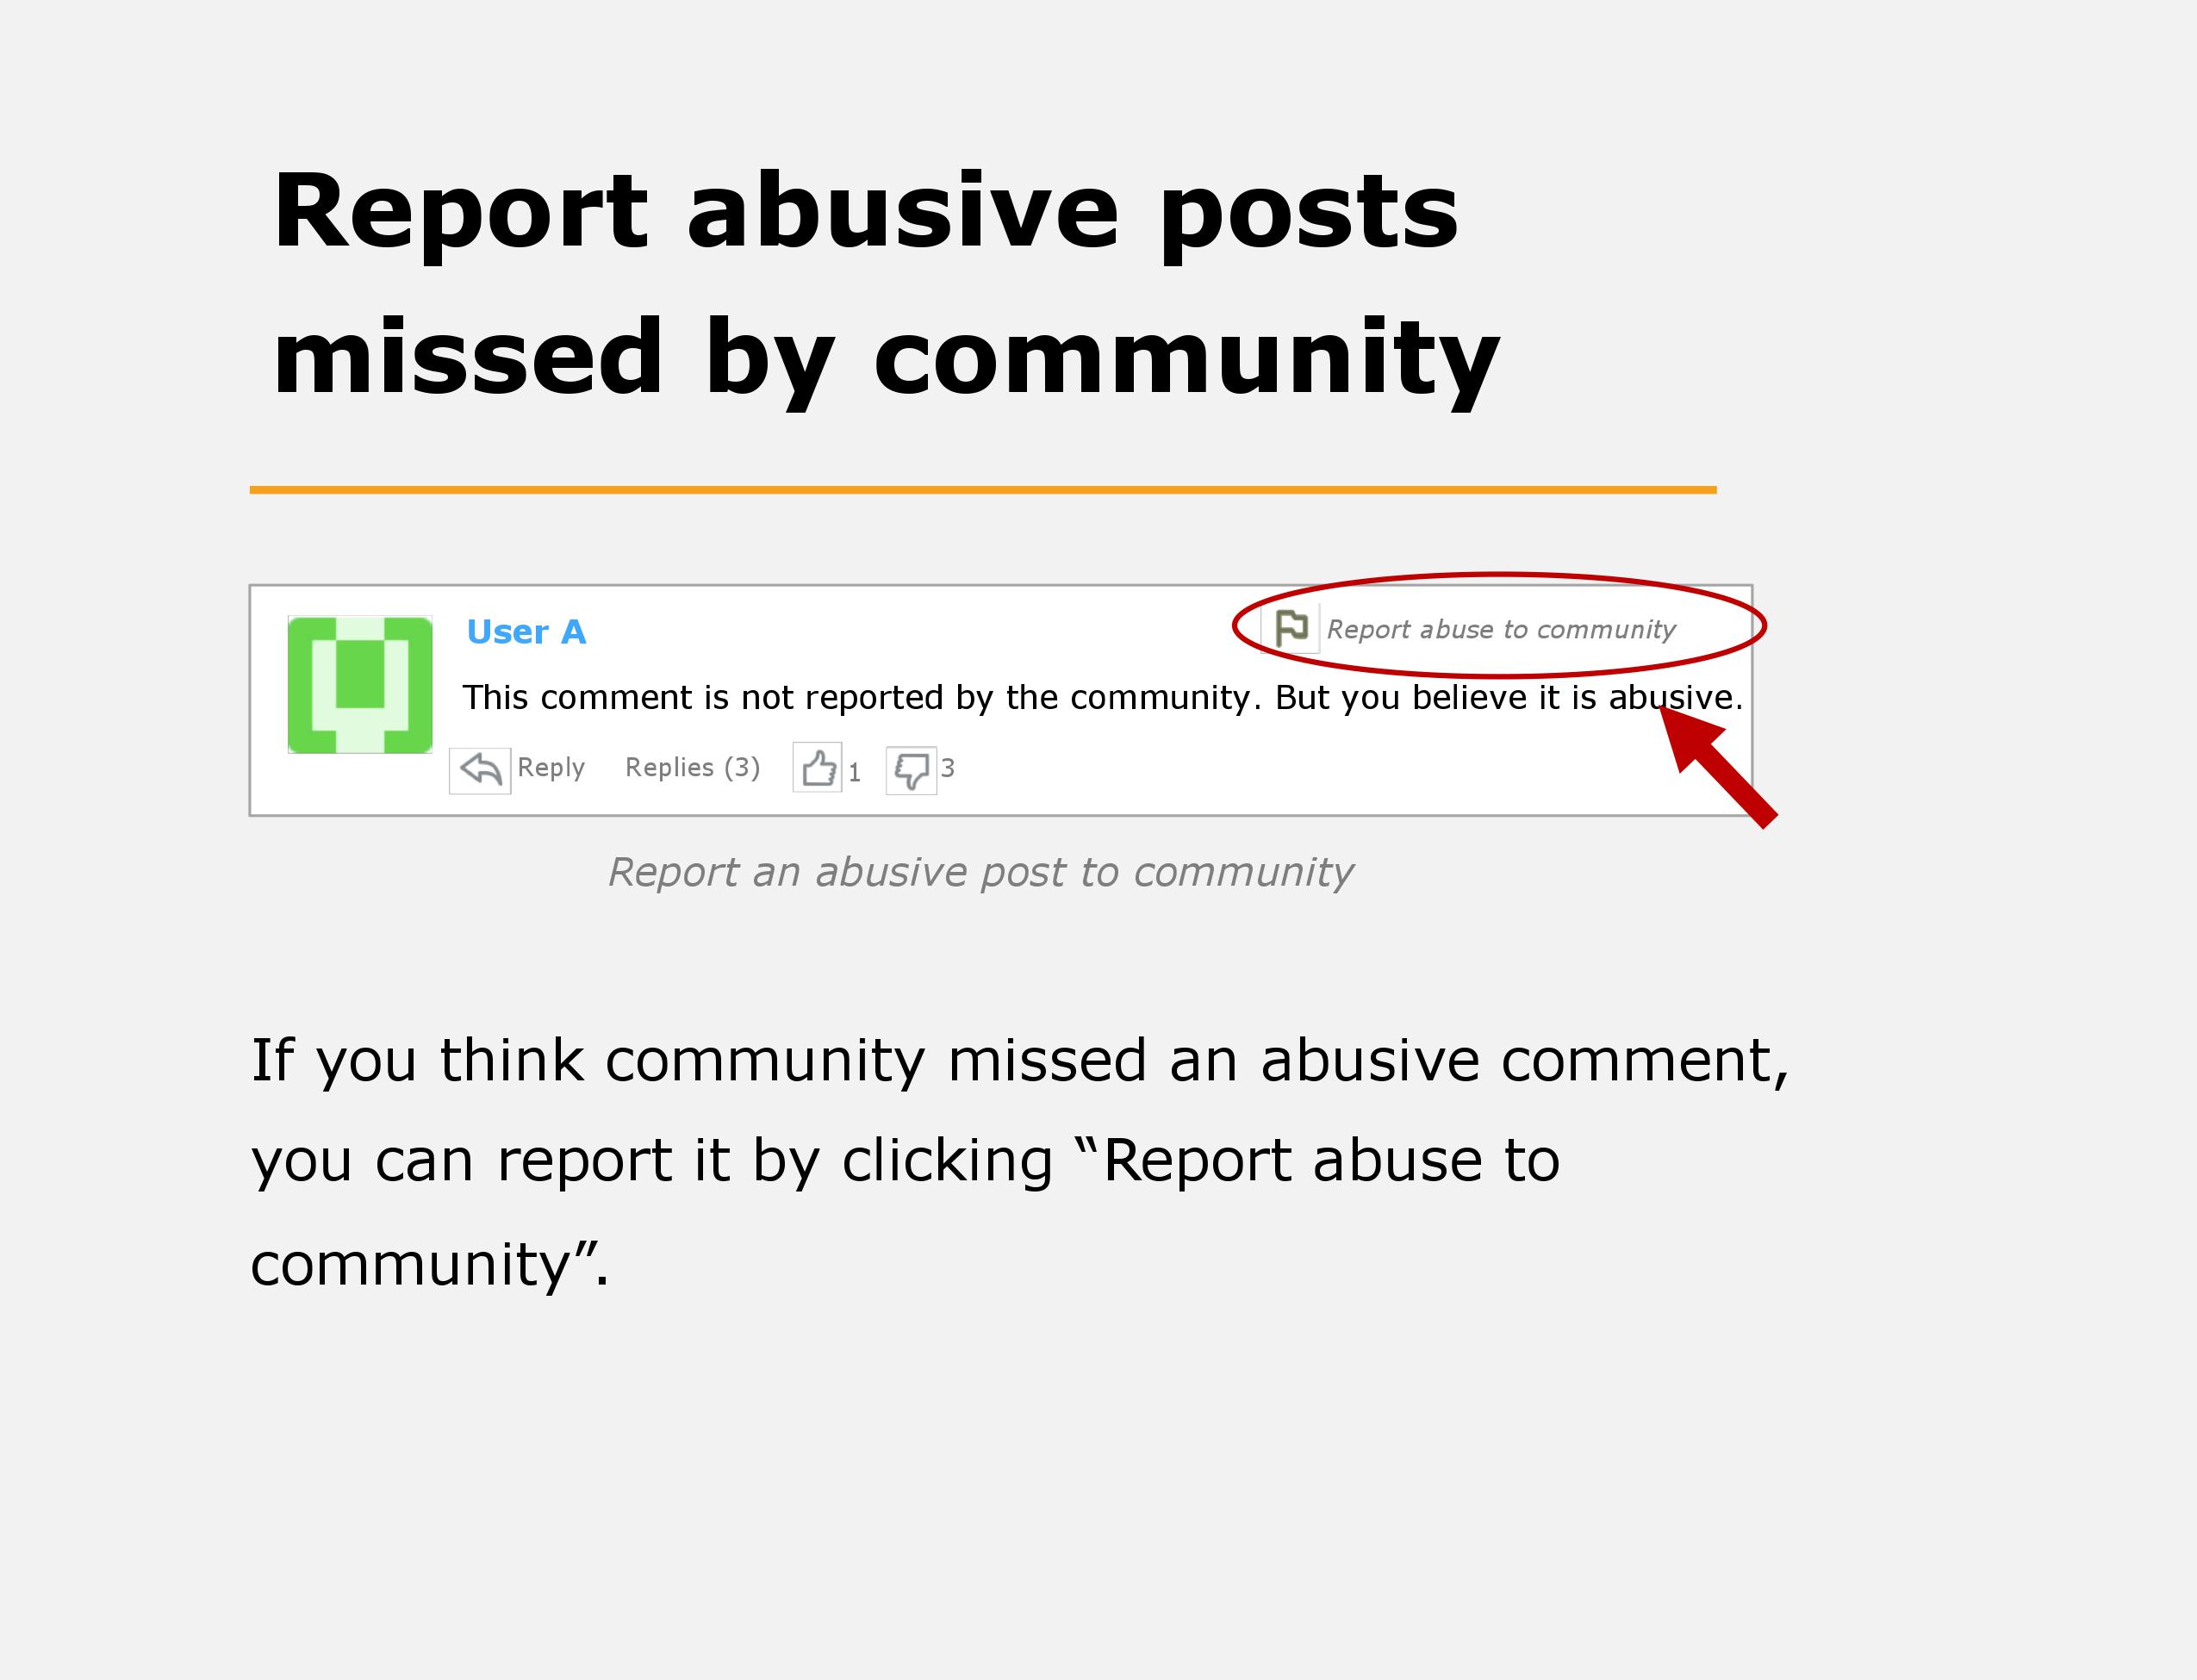 Report abusive posts
missed by community
User A
Report abuse to community
This comment is not reported by the community. But you believe it is abusive.
Reply Replies (3) 1 3
Report an abusive post to community
If you think community missed an abusive comment,
you can report it by clicking “Report abuse to
community”.